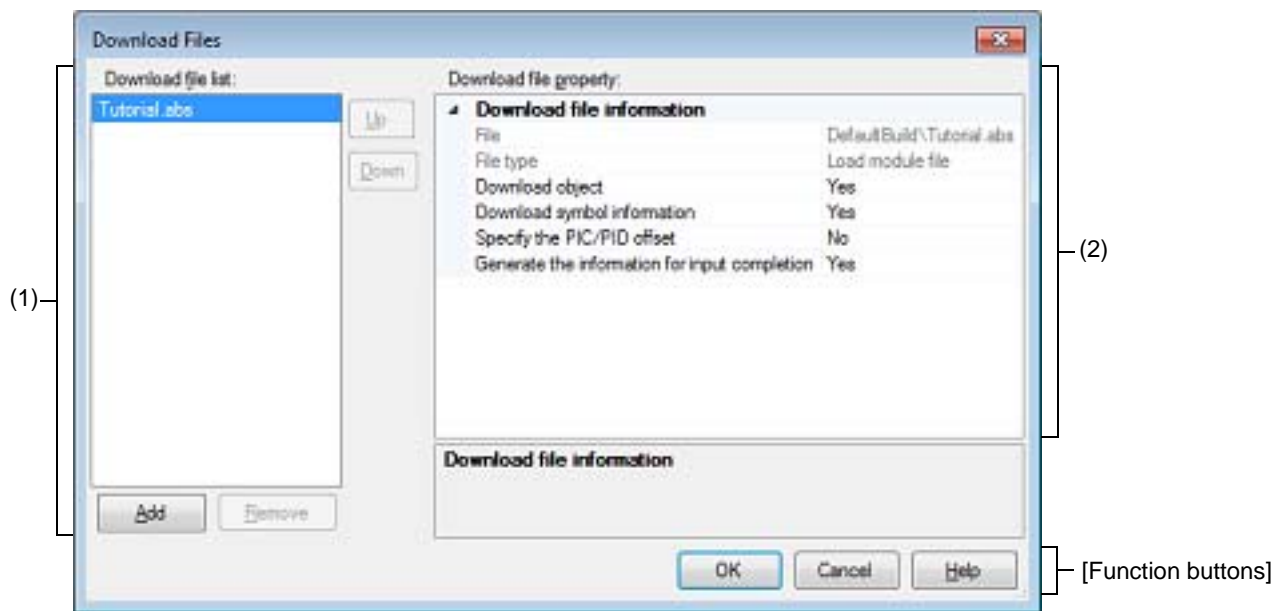 Download Files
Download file list:
Tutorial.abs
Up
Down
Add
Remove
Download file property:
Download file information
File DefaultBuild\Tutorial.abs
File type Load module file
Download object Yes
Download symbol information Yes
Specify the PIC/PID offset No
Generate the information for input completion Yes
Download file information
OK
Cancel
Help
(1)
(2)
[Function buttons]